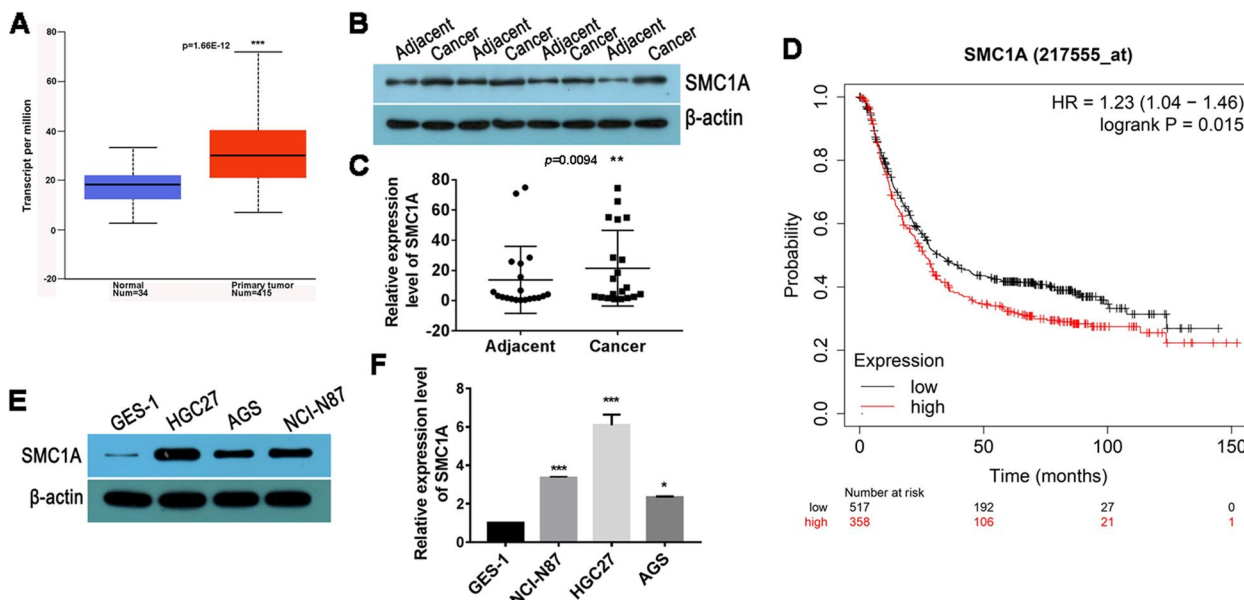 A
p=1.66E-12
***
80
60
40
20
0
-20
Transcript per million
Normal
Num=34
Primary tumor
Num=415
B
Adjacent
Cancer
Adjacent
Cancer
Adjacent
Cancer
Adjacent
Cancer
SMC1A
β-actin
C
p=0.0094
**
Relative expression
level of SMC1A
80
60
40
20
0
-20
Adjacent
Cancer
D
SMC1A (217555_at)
HR = 1.23 (1.04 − 1.46)
logrank P = 0.015
Probability
1.0
0.8
0.6
0.4
0.2
0.0
Expression
low
high
0
50
100
150
Time (months)
Number at risk
low 517 192 27 0
high 358 106 21 1
E
GES-1
HGC27
AGS
NCI-N87
SMC1A
β-actin
F
Relative expression level
of SMC1A
8
6
4
2
0
***
***
*
GES-1
NCI-N87
HGC27
AGS